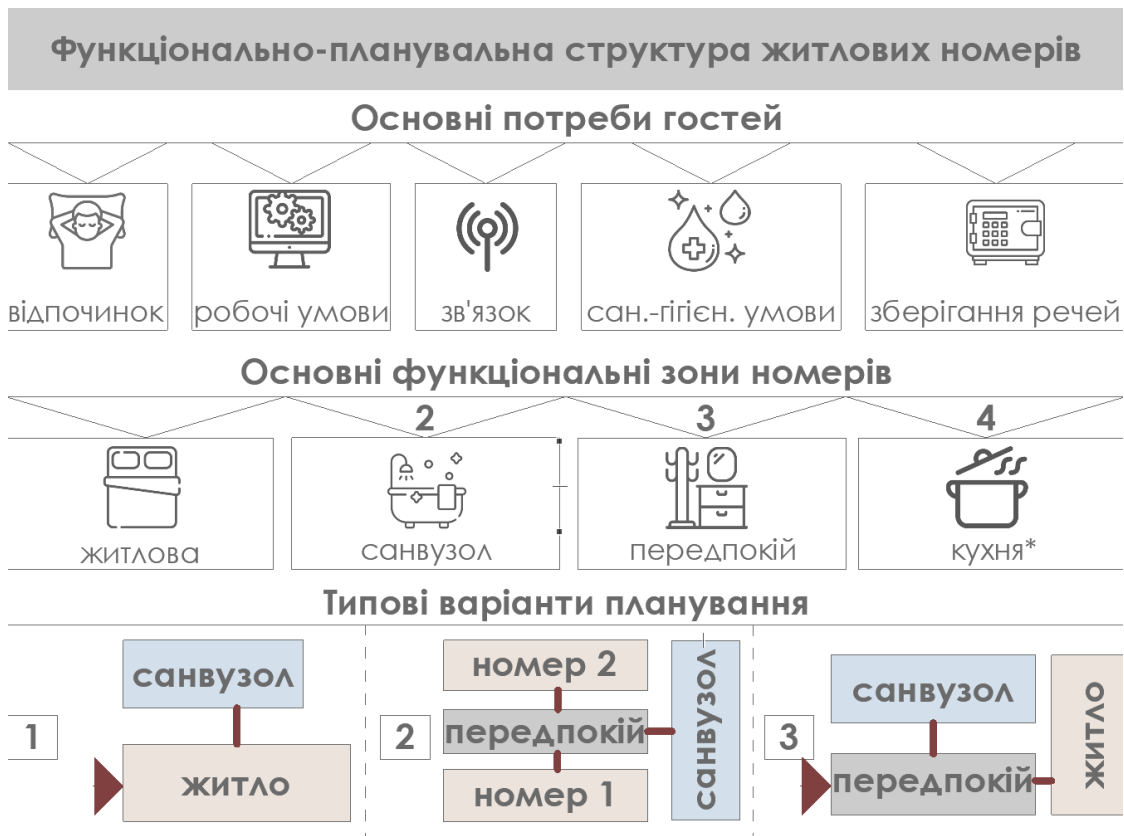 Функціонально-планувальна структура житлових номерів
Основні потреби гостей
відпочинок
робочі умови
зв'язок
сан.-гігієн. умови
зберігання речей
Основні функціональні зони номерів
2
3
4
житлова
санвузол
передпокій
кухня*
Типові варіанти планування
1
санвузол
житло
2
номер 2
передпокій
номер 1
санвузол
3
санвузол
передпокій
житло